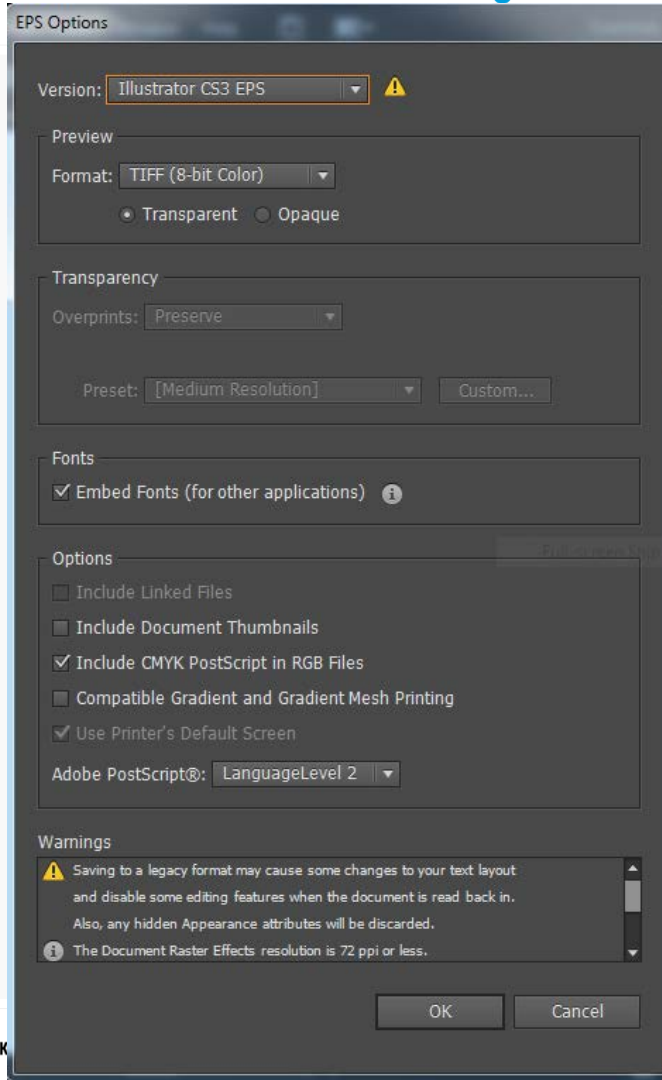 EPS Options
Version: Illustrator CS3 EPS
Preview
Format: TIFF (8-bit Color)
Transparent Opaque
Transparency
Overprints: Preserve
Preset: [Medium Resolution] Custom...
Fonts
Embed Fonts (for other applications)
Options
Include Linked Files
Include Document Thumbnails
Include CMYK PostScript in RGB Files
Compatible Gradient and Gradient Mesh Printing
Use Printer's Default Screen
Adobe PostScript®: LanguageLevel 2
Warnings
Saving to a legacy format may cause some changes to your text layout
and disable some editing features when the document is read back in.
Also, any hidden Appearance attributes will be discarded.
The Document Raster Effects resolution is 72 ppi or less.
OK Cancel